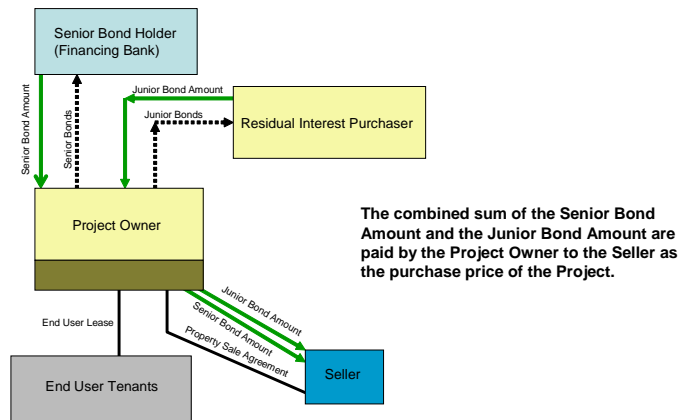 Senior Bond Holder
(Financing Bank)
Senior Bond Amount
Senior Bonds
Junior Bond Amount
Junior Bonds
Residual Interest Purchaser
Project Owner
The combined sum of the Senior Bond
Amount and the Junior Bond Amount are
paid by the Project Owner to the Seller as
the purchase price of the Project.
End User Lease
Junior Bond Amount
Senior Bond Amount
Property Sale Agreement
End User Tenants
Seller